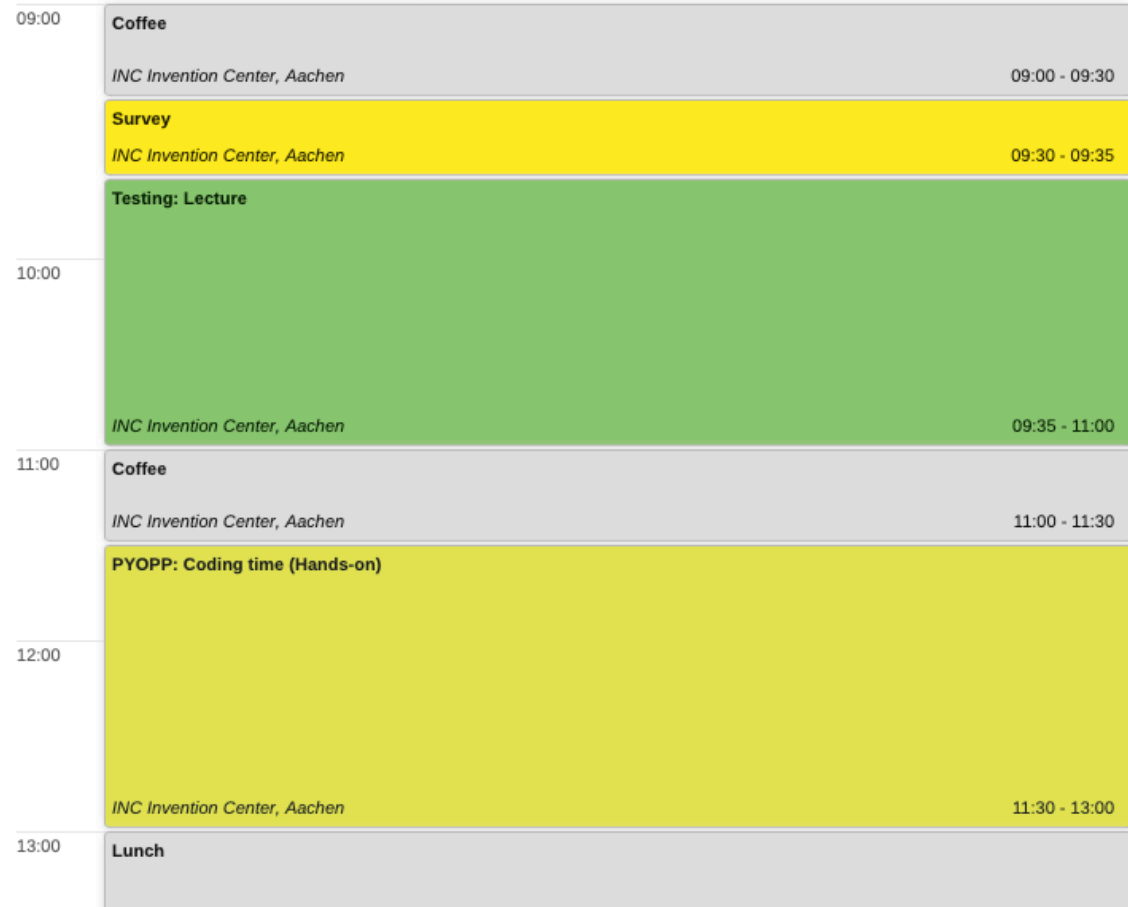 09:00
Coffee
INC Invention Center, Aachen 09:00 - 09:30
Survey
INC Invention Center, Aachen 09:30 - 09:35
Testing: Lecture
10:00
INC Invention Center, Aachen 09:35 - 11:00
11:00
Coffee
INC Invention Center, Aachen 11:00 - 11:30
PYOPP: Coding time (Hands-on)
12:00
INC Invention Center, Aachen 11:30 - 13:00
13:00
Lunch